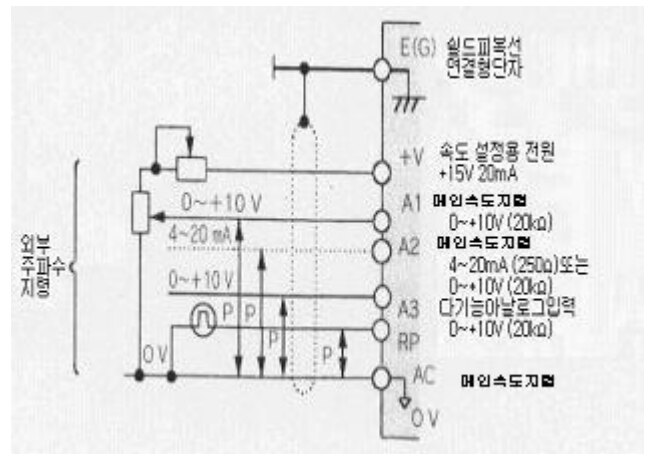 E(G) 쉴드피복선
연결형단자
+V 속도 설정용 전원
+15V 20mA
A1 메인속도지령
0~+10V (20kΩ)
0~+10 V
A2 메인속도지령
4~20mA (250Ω)또는
0~+10V (20kΩ)
4~20 mA
A3 다기능아날로그입력
0~+10V (20kΩ)
0~+10V
외부
주파수
지령
P P P P
RP
0 V
AC 메인속도지령
0 V